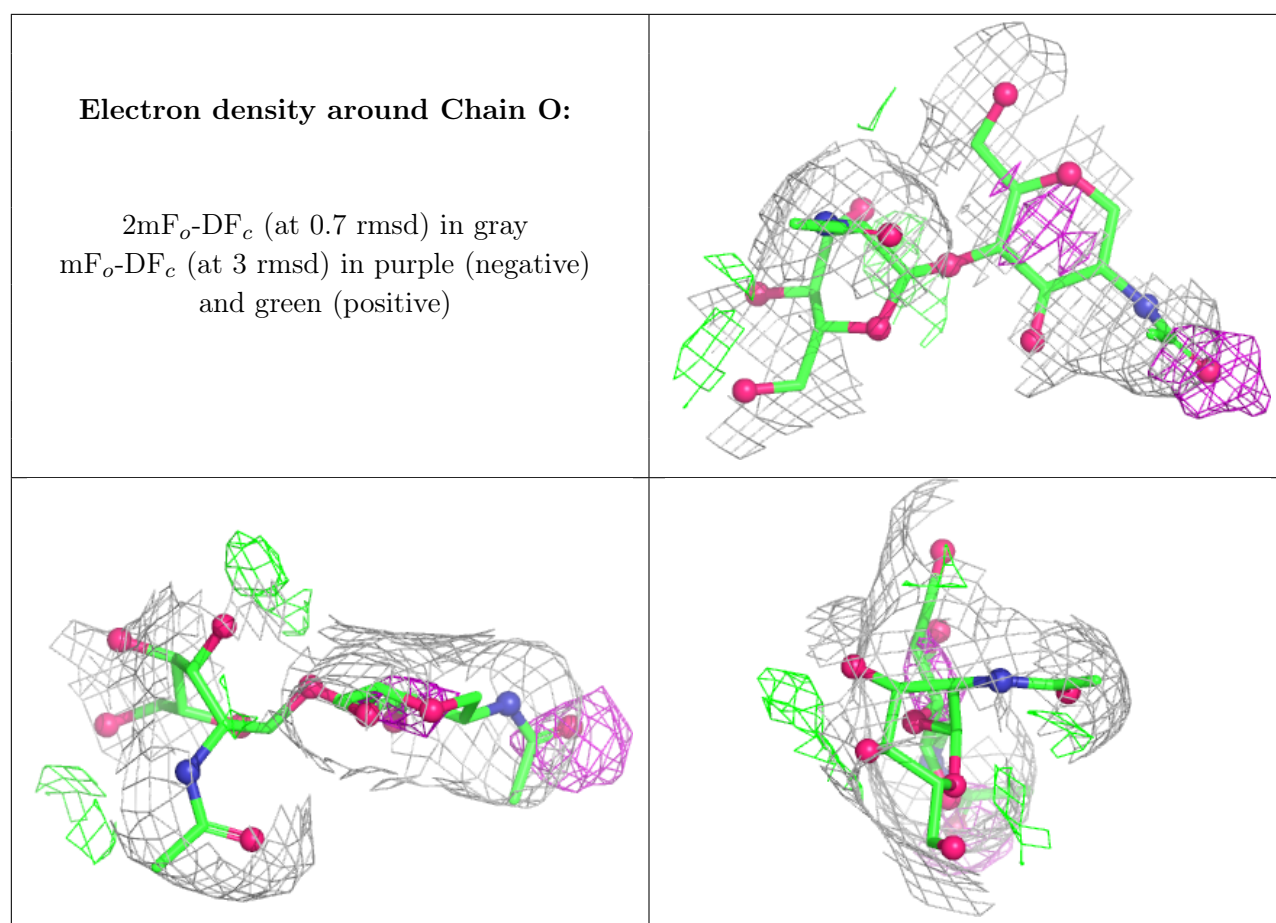 Electron density around Chain O:
2mFo-DFc (at 0.7 rmsd) in gray
mFo-DFc (at 3 rmsd) in purple (negative)
and green (positive)